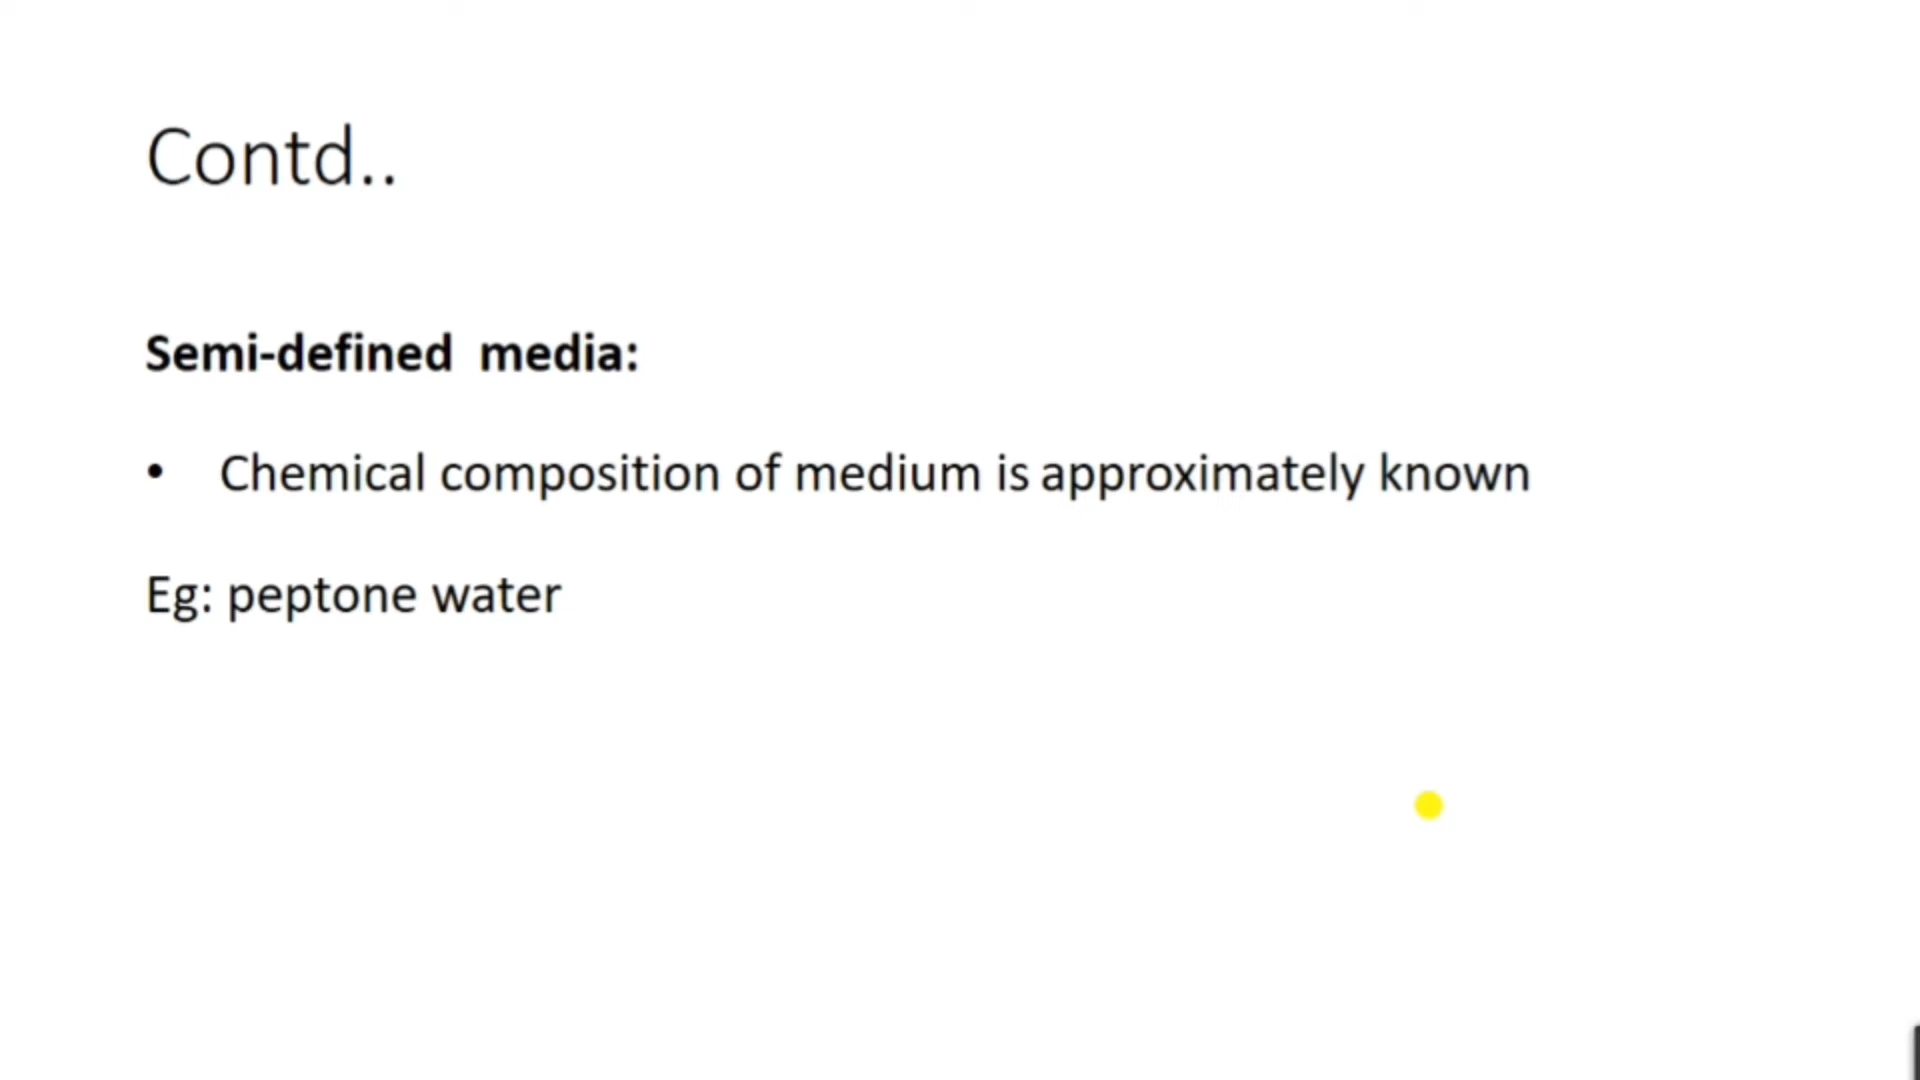 Contd..
Semi-defined media:
• Chemical composition of medium is approximately known
Eg: peptone water